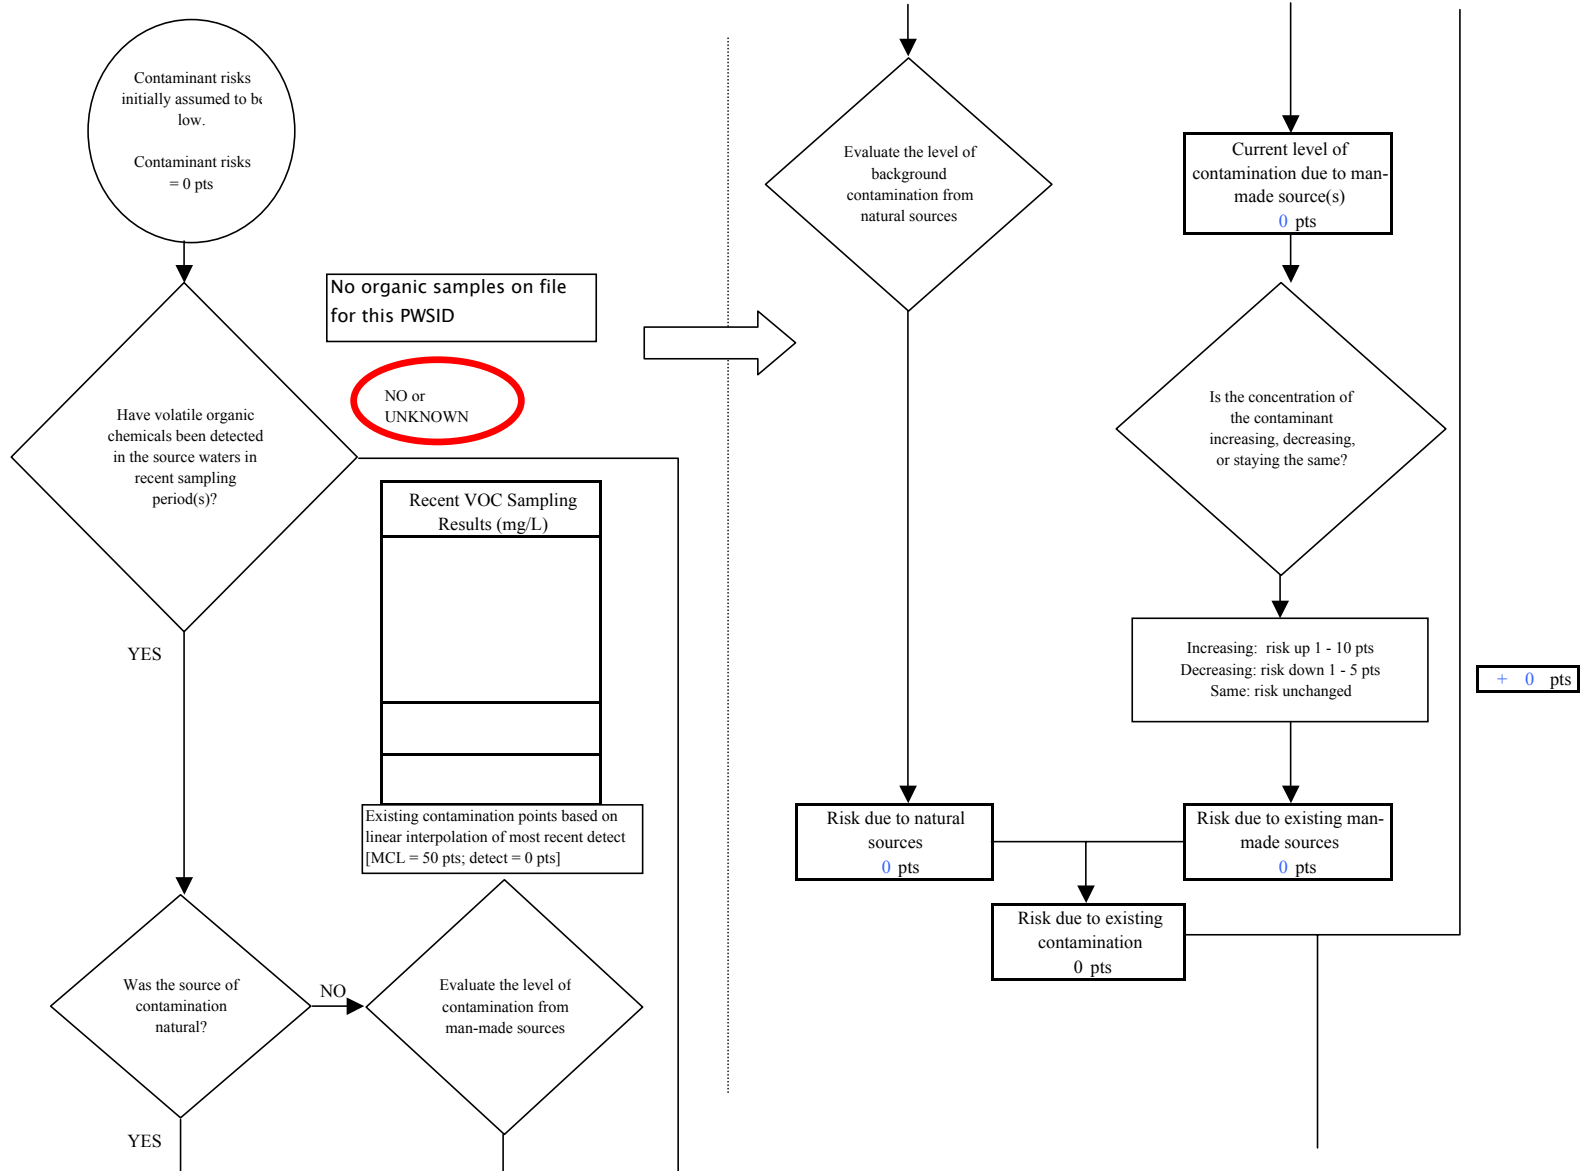 Contaminant risks
initially assumed to be
low.
Contaminant risks
= 0 pts
No organic samples on file
for this PWSID
NO or
UNKNOWN
Have volatile organic
chemicals been detected
in the source waters in
recent sampling
period(s)?
Recent VOC Sampling
Results (mg/L)
YES
Existing contamination points based on
linear interpolation of most recent detect
[MCL = 50 pts; detect = 0 pts]
Was the source of
contamination
natural?
NO
Evaluate the level of
contamination from
man-made sources
YES
Evaluate the level of
background
contamination from
natural sources
Current level of
contamination due to man-
made source(s)
0 pts
Is the concentration of
the contaminant
increasing, decreasing,
or staying the same?
Increasing: risk up 1 - 10 pts
Decreasing: risk down 1 - 5 pts
Same: risk unchanged
+ 0 pts
Risk due to natural
sources
0 pts
Risk due to existing man-
made sources
0 pts
Risk due to existing
contamination
0 pts